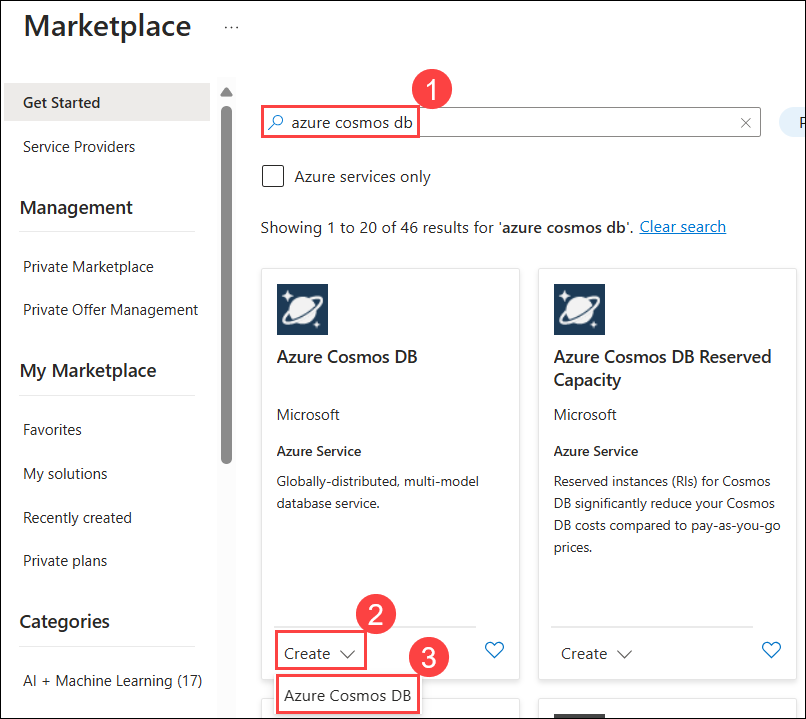 Marketplace ...
Get Started
Service Providers
Management
Private Marketplace
Private Offer Management
My Marketplace
Favorites
My solutions
Recently created
Private plans
Categories
AI + Machine Learning (17)
1
azure cosmos db
Azure services only
Showing 1 to 20 of 46 results for 'azure cosmos db'. Clear search
Azure Cosmos DB
Microsoft
Azure Service
Globally-distributed, multi-model
database service.
2
Create
3
Azure Cosmos DB
Azure Cosmos DB Reserved
Capacity
Microsoft
Azure Service
Reserved instances (RIs) for Cosmos
DB significantly reduce your Cosmos
DB costs compared to pay-as-you-go
prices.
Create